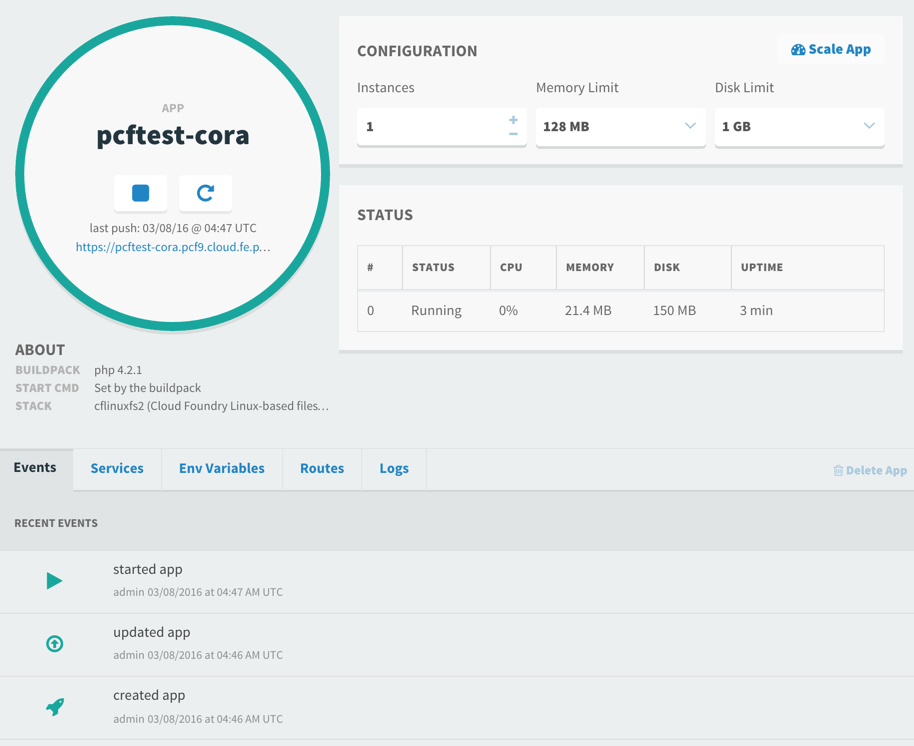 APP
pcftest-cora
last push: 03/08/16 @ 04:47 UTC
https://pcftest-cora.pcf9.cloud.fe.p…
ABOUT
BUILDPACK php 4.2.1
START CMD Set by the buildpack
STACK cflinuxfs2 (Cloud Foundry Linux-based files…
CONFIGURATION
Scale App
Instances Memory Limit Disk Limit
1 128 MB 1 GB
STATUS
# STATUS CPU MEMORY DISK UPTIME
0 Running 0% 21.4 MB 150 MB 3 min
Events Services Env Variables Routes Logs Delete App
RECENT EVENTS
started app
admin 03/08/2016 at 04:47 AM UTC
updated app
admin 03/08/2016 at 04:46 AM UTC
created app
admin 03/08/2016 at 04:46 AM UTC